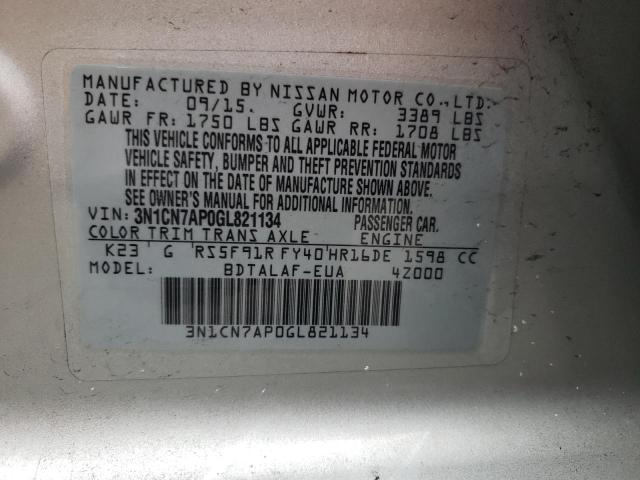 MANUFACTURED BY NISSAN MOTOR CO., LTD.
DATE: 09/15. GVWR: 3389 LBS
GAWR FR: 1750 LBS GAWR RR: 1708 LBS
THIS VEHICLE CONFORMS TO ALL APPLICABLE FEDERAL MOTOR
VEHICLE SAFETY, BUMPER AND THEFT PREVENTION STANDARDS
IN EFFECT ON THE DATE OF MANUFACTURE SHOWN ABOVE.
SEE OWNER'S MANUAL FOR ADDITIONAL INFORMATION.
VIN: 3N1CN7AP0GL821134 PASSENGER CAR.
COLOR TRIM TRANS AXLE ENGINE
K23 G RS5F91R FY40 HR16DE 1598 CC
MODEL: BDTALAF-EUA 4Z000
3N1CN7AP0GL821134